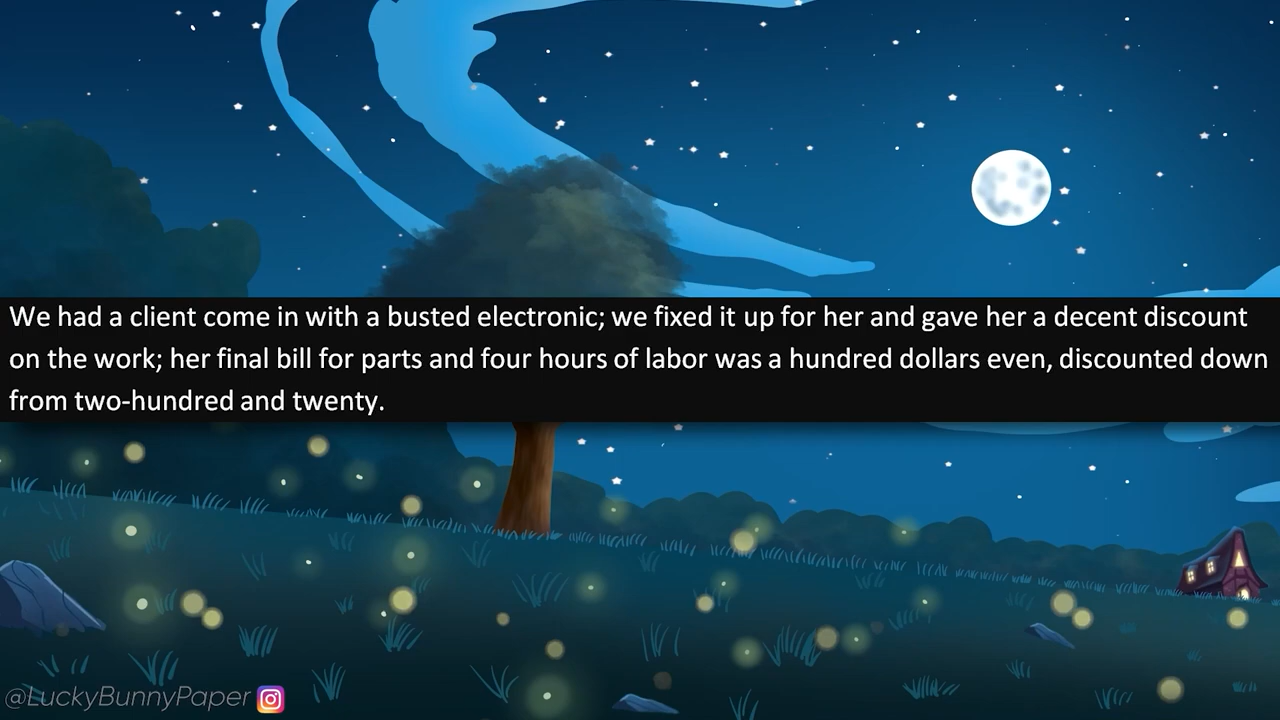 We had a client come in with a busted electronic; we fixed it up for her and gave her a decent discount
on the work; her final bill for parts and four hours of labor was a hundred dollars even, discounted down
from two-hundred and twenty.
@LuckyBunnyPaper